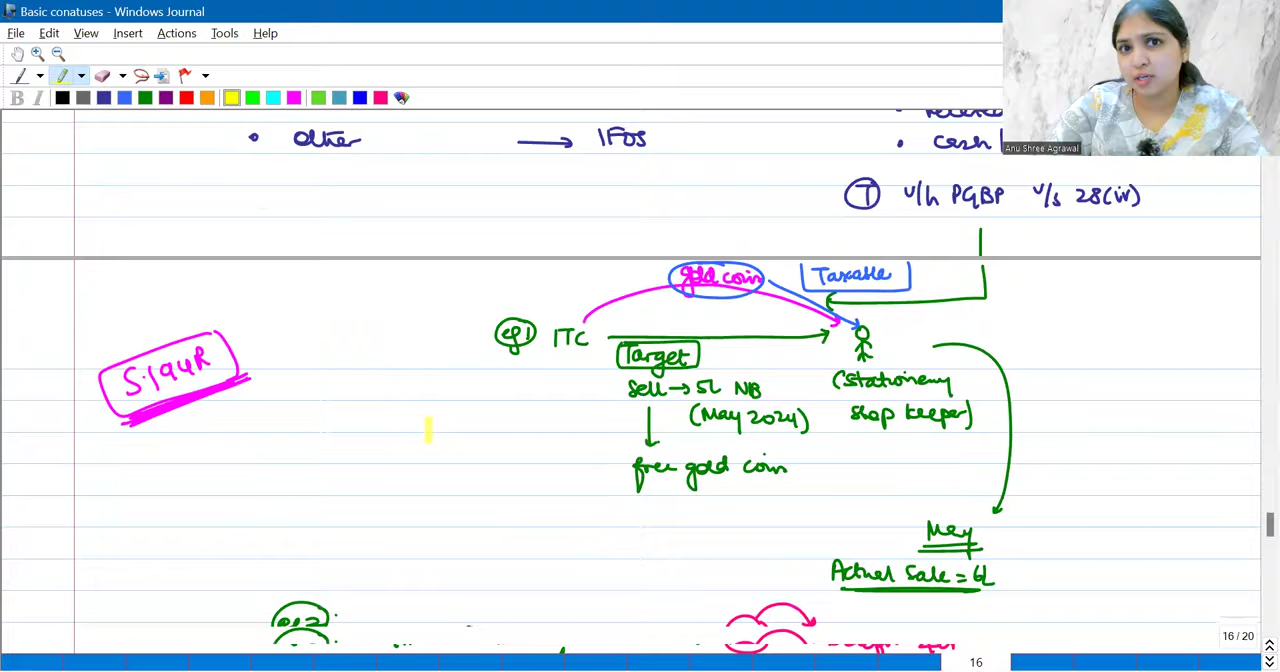 Basic conatuses - Windows Journal
File Edit View Insert Actions Tools Help
B I
• Other → IFOS
• cash
Anu Shree Agrawal
T u/h PGBP u/s 28(iv)
gold coin
Taxable
eg1 ITC
Target
S.194R
sell → 5L NB
(May 2024)
free gold coin
(stationery
shop keeper)
May
Actual Sale = 6L
16 / 20
16